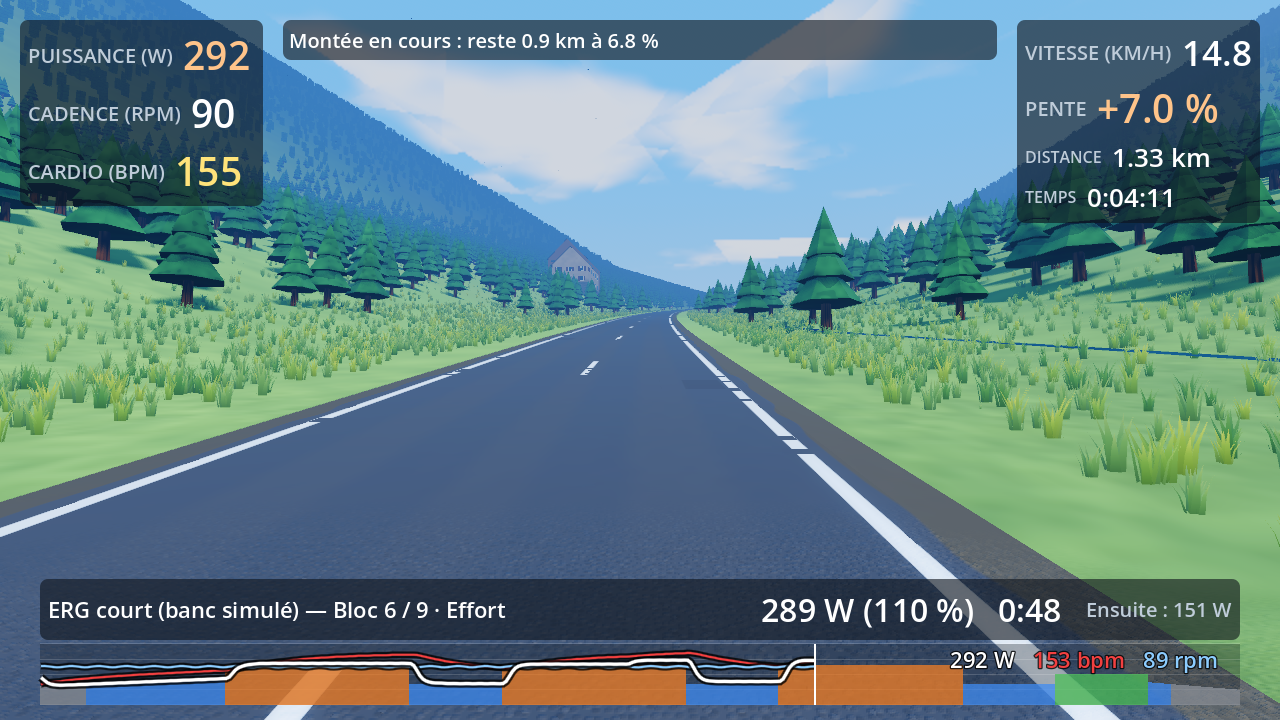 PUISSANCE (W) 292
CADENCE (RPM) 90
CARDIO (BPM) 155
Montée en cours : reste 0.9 km à 6.8 %
VITESSE (KM/H) 14.8
PENTE +7.0 %
DISTANCE 1.33 km
TEMPS 0:04:11
ERG court (banc simulé) — Bloc 6 / 9 · Effort 289 W (110 %) 0:48 Ensuite : 151 W
292 W 153 bpm 89 rpm